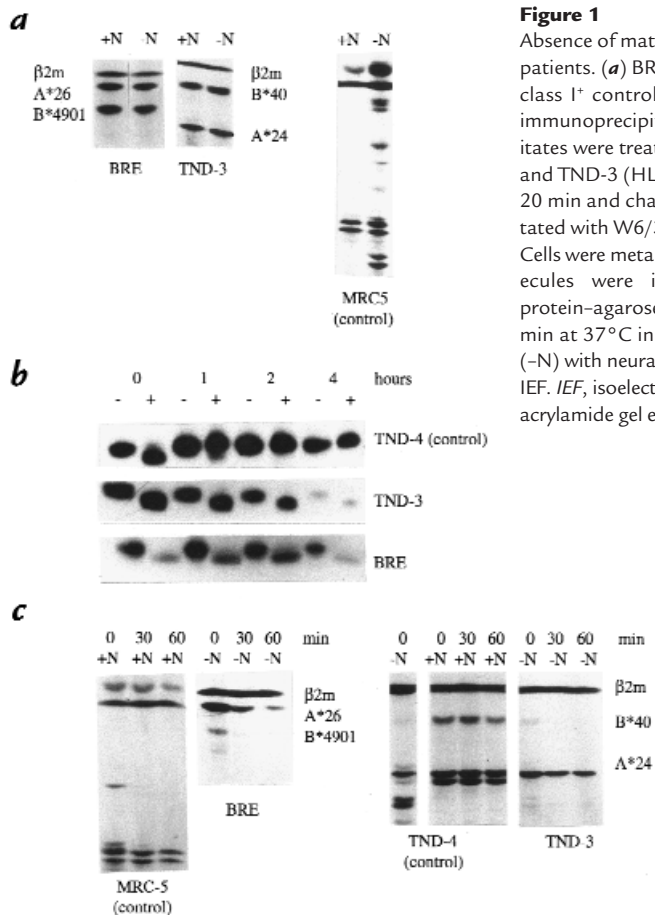 a
+N -N +N -N +N -N
β2m β2m
A*26 B*40
B*4901
A*24
BRE TND-3
MRC5
(control)
b
0 1 2 4 hours
- + - + - + - +
TND-4 (control)
TND-3
BRE
c
0 30 60 min 0 0 30 60 0 30 60 min
+N +N +N -N -N -N -N +N +N +N -N -N -N
0 30 60
β2m β2m
A*26 B*40
B*4901
A*24
BRE
MRC-5
(control)
TND-4 TND-3
(control)
Figure 1
Absence of mat
patients. (a) BR
class I⁺ control
immunoprecipi
itates were treat
and TND-3 (HL
20 min and cha
tated with W6/3
Cells were meta
ecules were i
protein–agarose
min at 37°C in
(–N) with neura
IEF. IEF, isoelect
acrylamide gel e